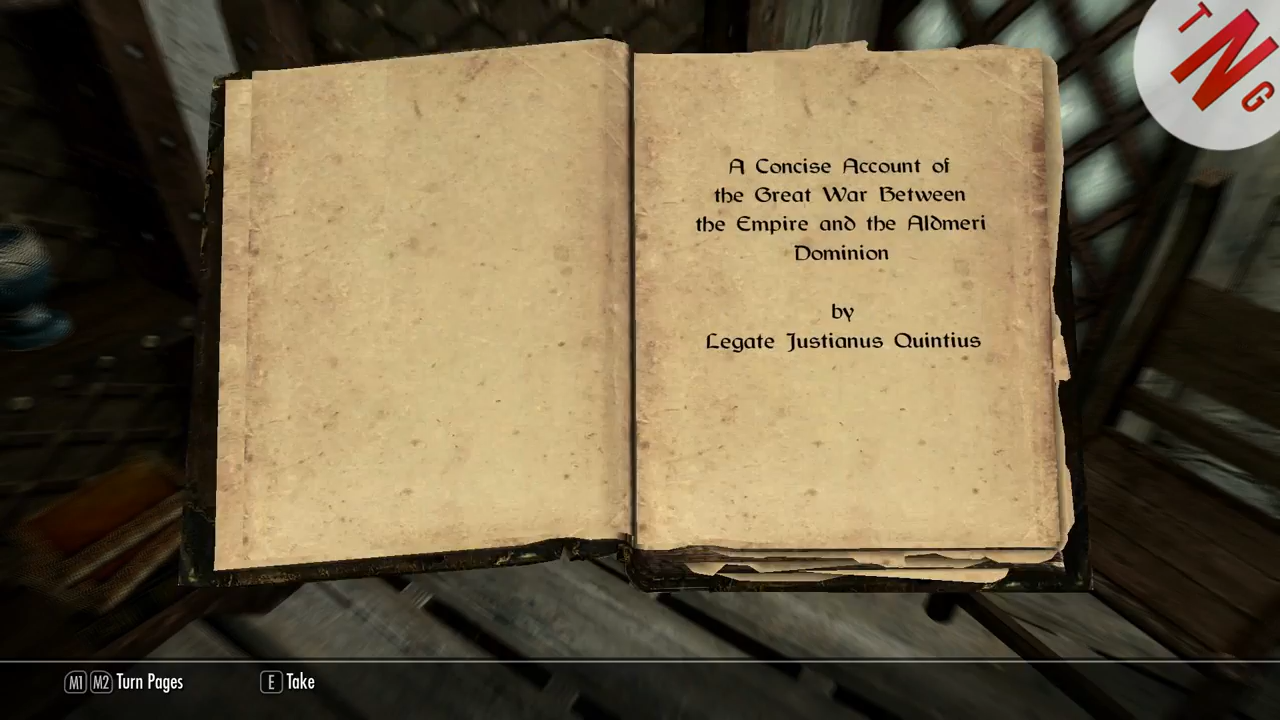 TNG
A Concise Account of
the Great War Between
the Empire and the Aldmeri
Dominion
by
Legate Justianus Quintius
M1 M2 Turn Pages
E Take